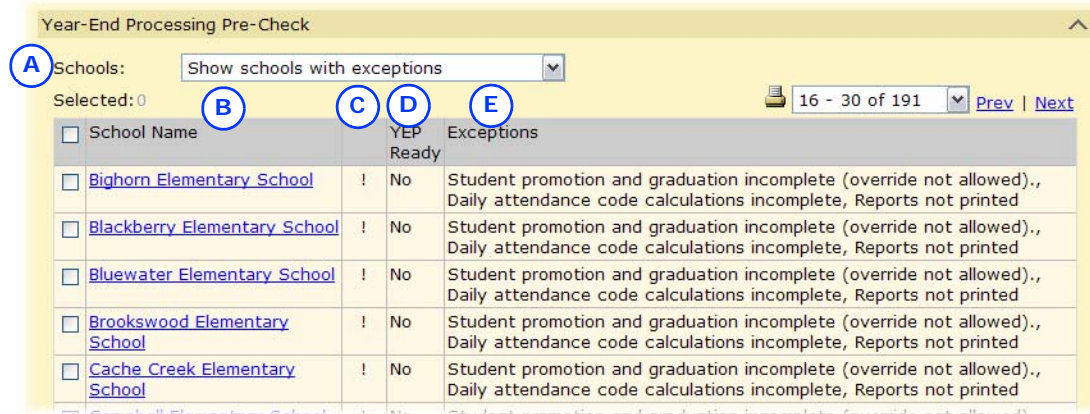 Year-End Processing Pre-Check
A
Schools: Show schools with exceptions
Selected: 0
B
C
D
E
16 - 30 of 191 Prev | Next
School Name YEP Exceptions
Ready
Bighorn Elementary School ! No Student promotion and graduation incomplete (override not allowed).,
Daily attendance code calculations incomplete, Reports not printed
Blackberry Elementary School ! No Student promotion and graduation incomplete (override not allowed).,
Daily attendance code calculations incomplete, Reports not printed
Bluewater Elementary School ! No Student promotion and graduation incomplete (override not allowed).,
Daily attendance code calculations incomplete, Reports not printed
Brookswood Elementary ! No Student promotion and graduation incomplete (override not allowed).,
School Daily attendance code calculations incomplete, Reports not printed
Cache Creek Elementary ! No Student promotion and graduation incomplete (override not allowed).,
School Daily attendance code calculations incomplete, Reports not printed